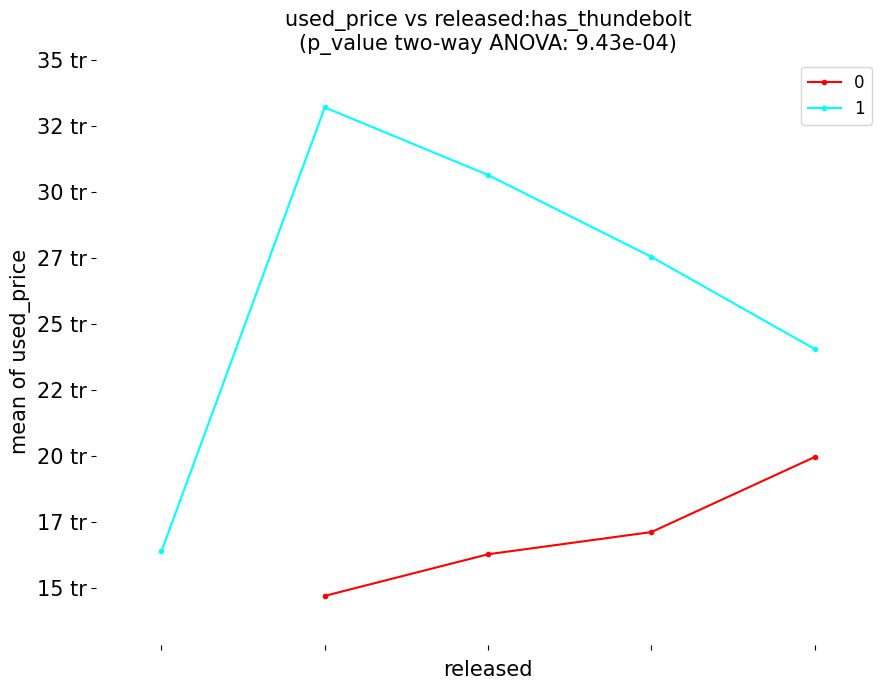 used_price vs released:has_thundebolt
(p_value two-way ANOVA: 9.43e-04)
35 tr
32 tr
30 tr
27 tr
25 tr
22 tr
20 tr
17 tr
15 tr
mean of used_price
released
0
1